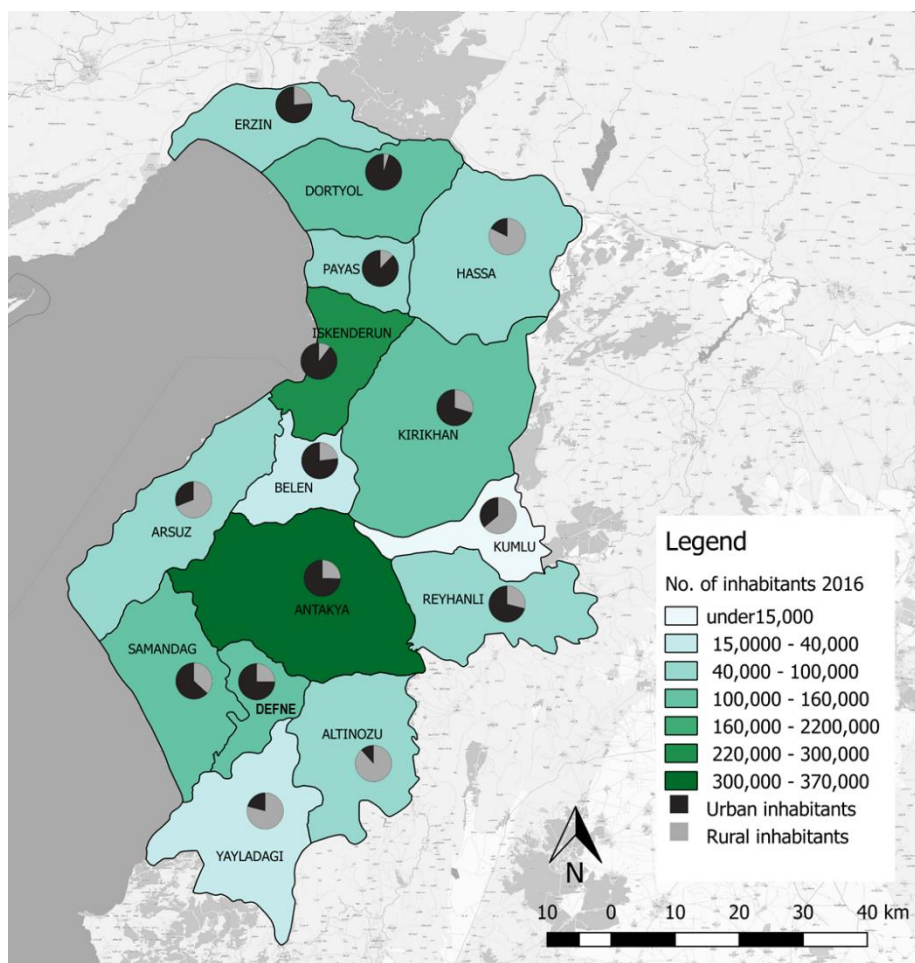 ERZIN
DORTYOL
PAYAS
HASSA
ISKENDERUN
KIRIKHAN
BELEN
ARSUZ
KUMLU
ANTAKYA
REYHANLI
SAMANDAG
DEFNE
ALTINOZU
YAYLADAGI
Legend
No. of inhabitants 2016
under15,000
15,0000 - 40,000
40,000 - 100,000
100,000 - 160,000
160,000 - 2200,000
220,000 - 300,000
300,000 - 370,000
Urban inhabitants
Rural inhabitants
N
10 0 10 20 30 40 km